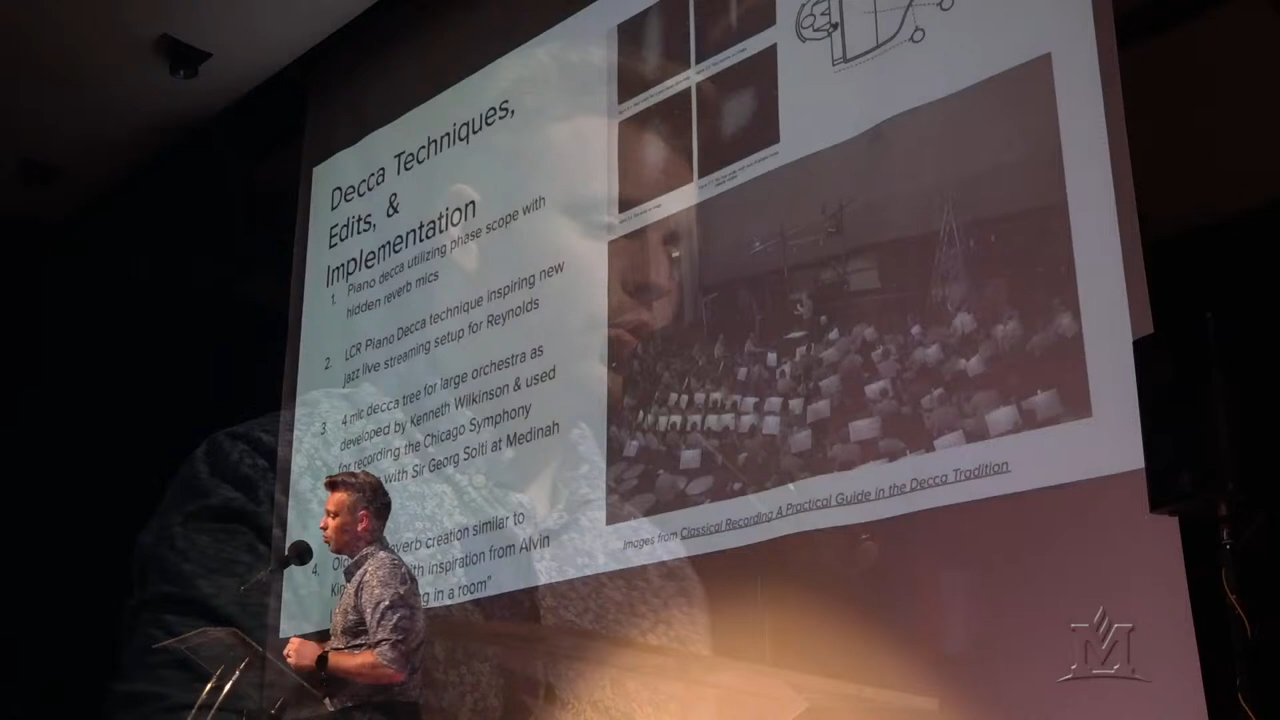 Decca Techniques,
Edits, &
Implementation
1. Piano decca utilizing phase scope with
hidden reverb mics
2. LCR Piano Decca technique inspiring new
jazz live streaming setup for Reynolds
3. 4 mic decca tree for large orchestra as
developed by Kenneth Wilkinson & used
for recording the Chicago Symphony
with Sir Georg Solti at Medinah
4. verb creation similar to
with inspiration from Alvin
in a room"
Images from Classical Recording A Practical Guide in the Decca Tradition
M